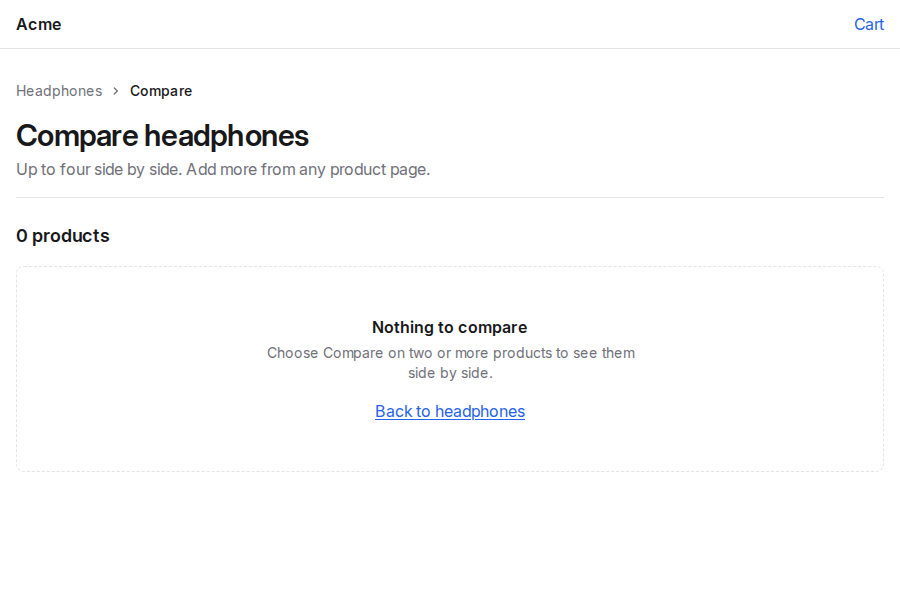 Acme
Cart
Headphones > Compare
Compare headphones
Up to four side by side. Add more from any product page.
0 products
Nothing to compare
Choose Compare on two or more products to see them
side by side.
Back to headphones